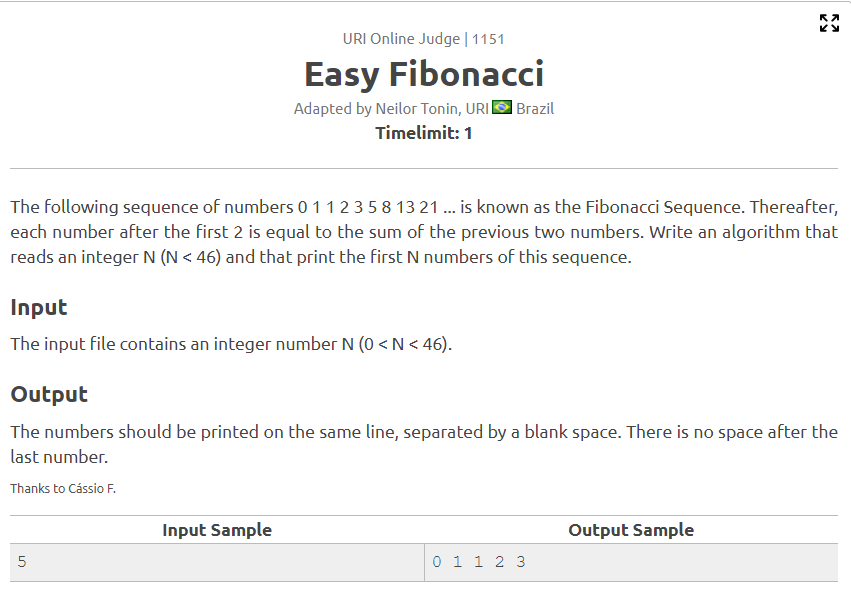 URI Online Judge | 1151
Easy Fibonacci
Adapted by Neilor Tonin, URI Brazil
Timelimit: 1
The following sequence of numbers 0 1 1 2 3 5 8 13 21 ... is known as the Fibonacci Sequence. Thereafter,
each number after the first 2 is equal to the sum of the previous two numbers. Write an algorithm that
reads an integer N (N < 46) and that print the first N numbers of this sequence.
Input
The input file contains an integer number N (0 < N < 46).
Output
The numbers should be printed on the same line, separated by a blank space. There is no space after the
last number.
Thanks to Cássio F.
Input Sample Output Sample
5 0 1 1 2 3